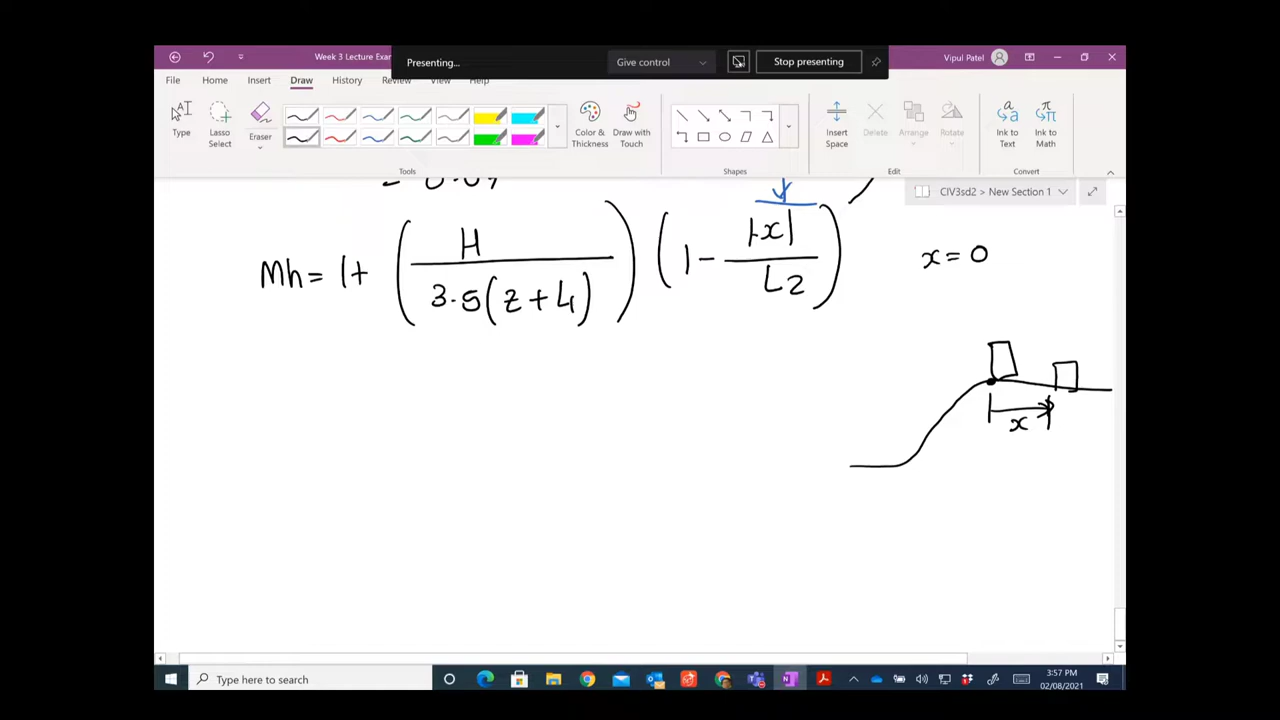 Week 3 Lecture Exa
Presenting...
Give control
Stop presenting
Vipul Patel
File Home Insert Draw History Review View Help
Type
Lasso Select
Eraser
Color & Thickness
Draw with Touch
Insert Space
Delete
Arrange
Rotate
Ink to Text
Ink to Math
Tools
Shapes
Edit
Convert
CIV3sd2 > New Section 1
Mh = 1+ ( H / 3.5(z+L1) ) ( 1 - |x| / L2 )
x = 0
x
Type here to search
3:57 PM
02/08/2021